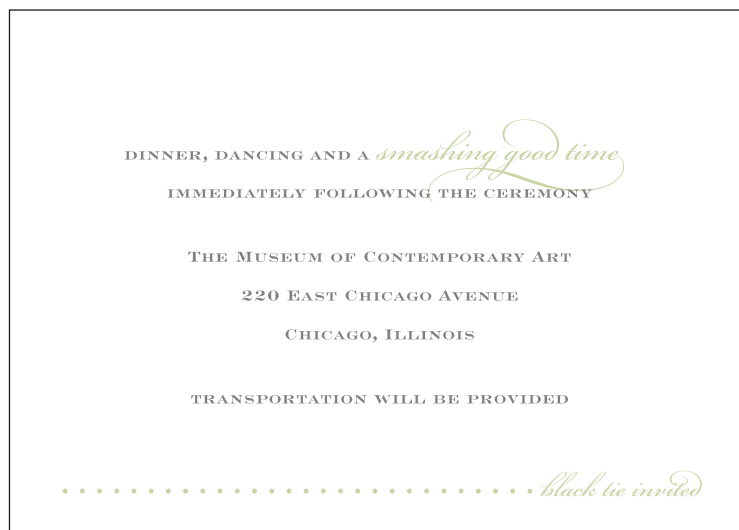 DINNER, DANCING AND A smashing good time
IMMEDIATELY FOLLOWING THE CEREMONY
The Museum of Contemporary Art
220 East Chicago Avenue
Chicago, Illinois
TRANSPORTATION WILL BE PROVIDED
black tie invited